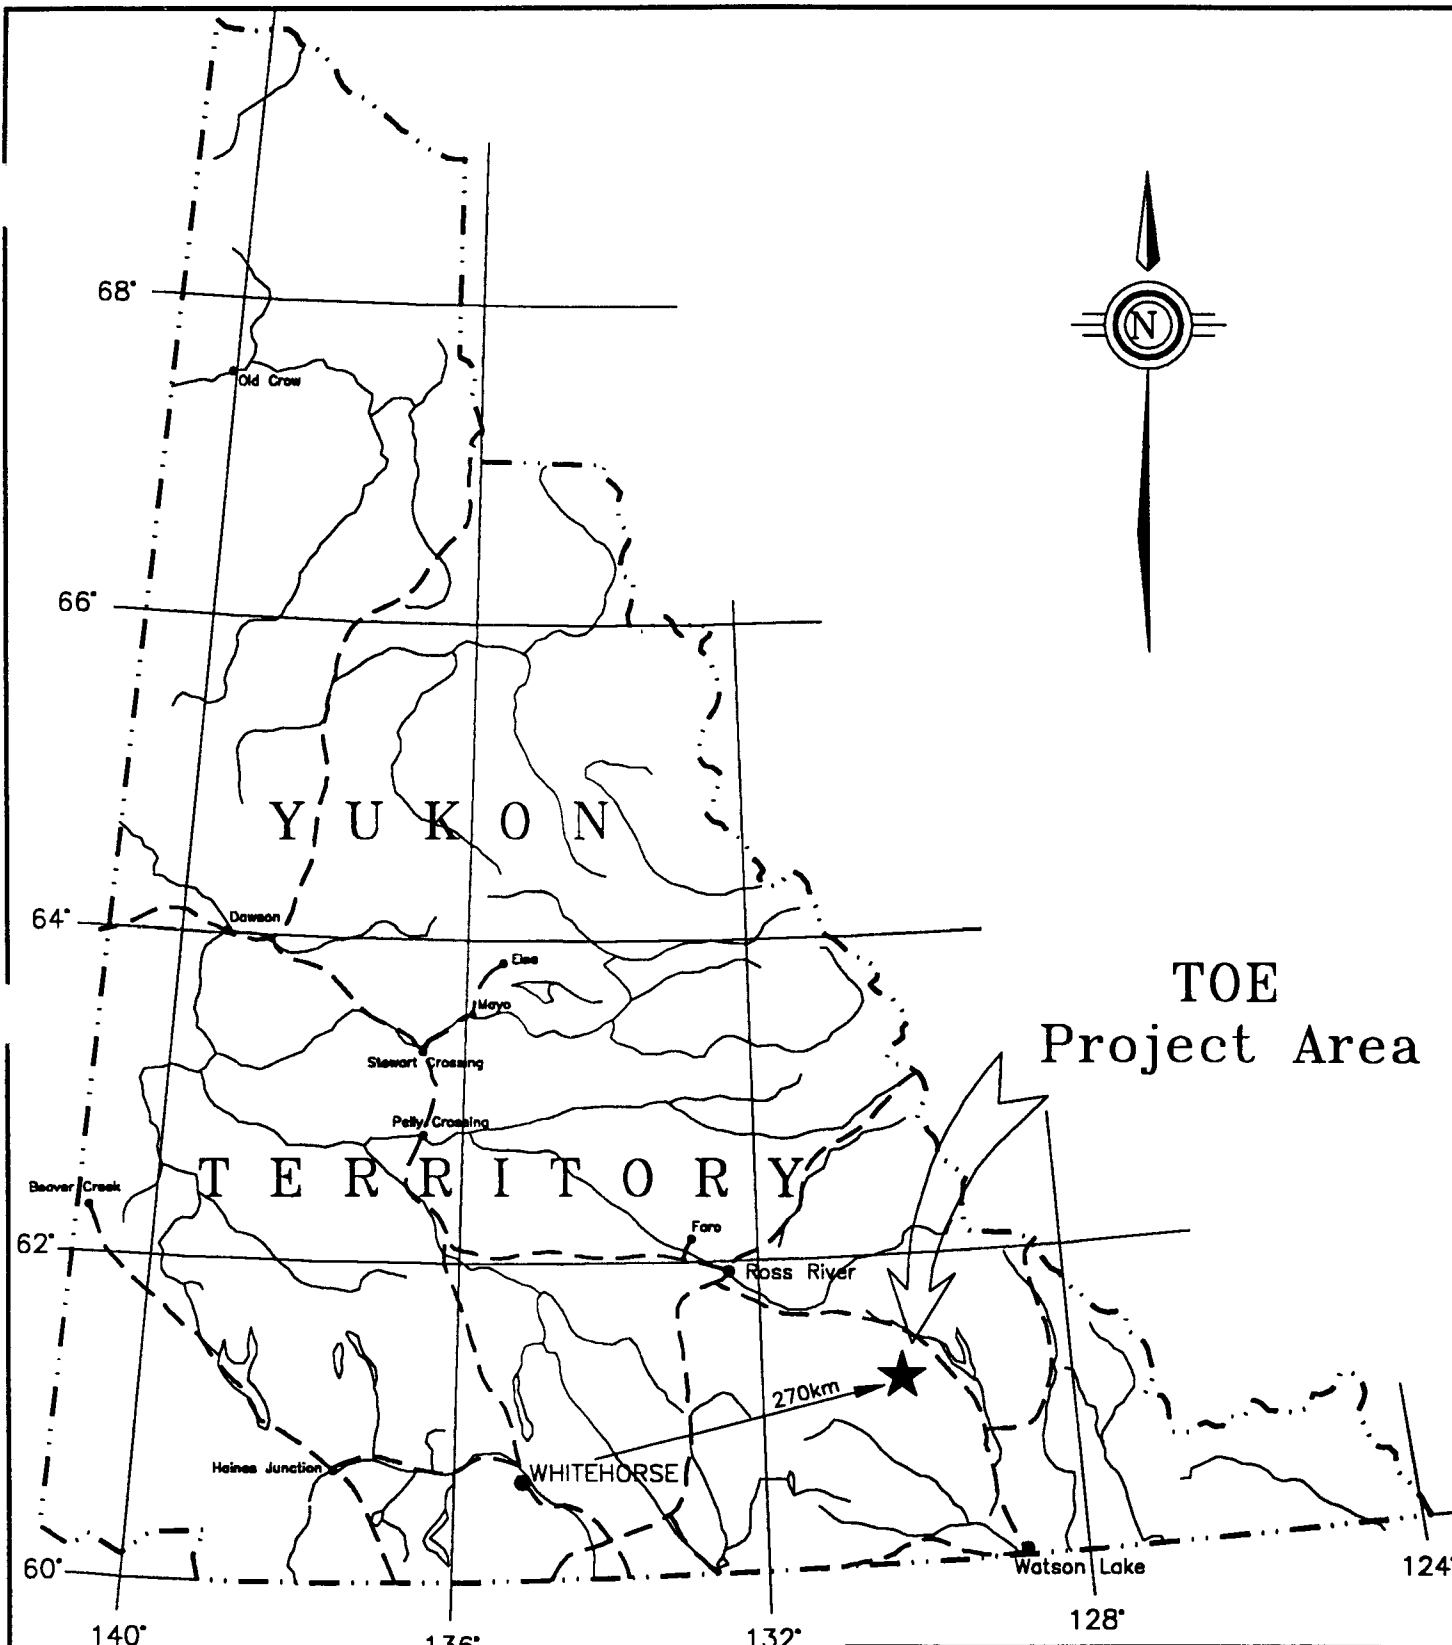 68°
N
Old Crow
66°
YUKON
64°
Dawson
Elsa
TOE
Project Area
Mayo
Stewart Crossing
Pelly Crossing
TERRITORY
Beaver Creek
Faro
62°
Ross River
270km
Haines Junction
WHITEHORSE
60°
Watson Lake
124°
128°
132°
136°
140°